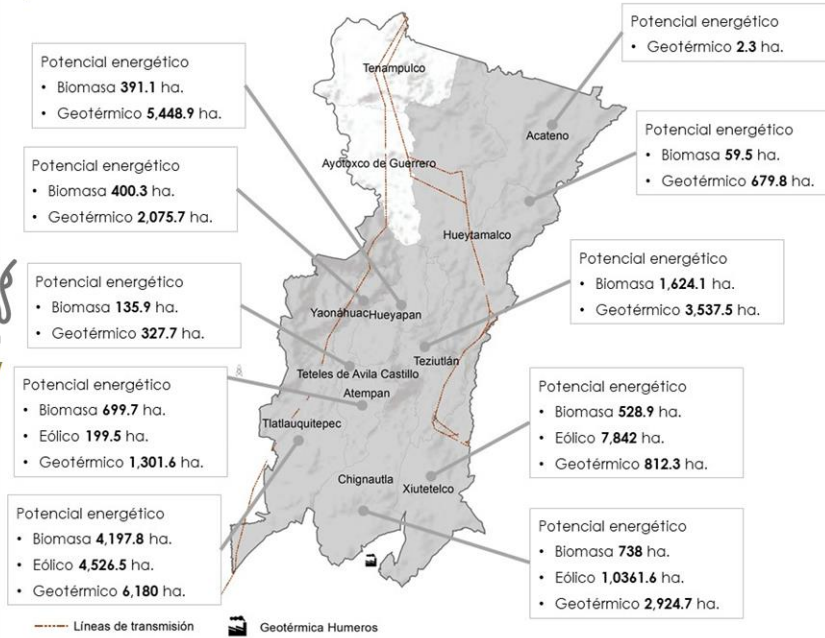 Potencial energético
• Geotérmico 2.3 ha.
Potencial energético
• Biomasa 391.1 ha.
• Geotérmico 5,448.9 ha.
Tenampulco
Acateno
Potencial energético
• Biomasa 59.5 ha.
• Geotérmico 679.8 ha.
Potencial energético
• Biomasa 400.3 ha.
• Geotérmico 2,075.7 ha.
Ayotoxco de Guerrero
Hueytamalco
Potencial energético
• Biomasa 1,624.1 ha.
• Geotérmico 3,537.5 ha.
Potencial energético
• Biomasa 135.9 ha.
• Geotérmico 327.7 ha.
Yaonáhuac
Hueyapan
Teziutlán
Teteles de Avila Castillo
Atempan
Potencial energético
• Biomasa 699.7 ha.
• Eólico 199.5 ha.
• Geotérmico 1,301.6 ha.
Potencial energético
• Biomasa 528.9 ha.
• Eólico 7,842 ha.
• Geotérmico 812.3 ha.
Tlatlauquitepec
Chignautla
Xiutetelco
Potencial energético
• Biomasa 4,197.8 ha.
• Eólico 4,526.5 ha.
• Geotérmico 6,180 ha.
Potencial energético
• Biomasa 738 ha.
• Eólico 1,0361.6 ha.
• Geotérmico 2,924.7 ha.
Líneas de transmisión
Geotérmica Humeros